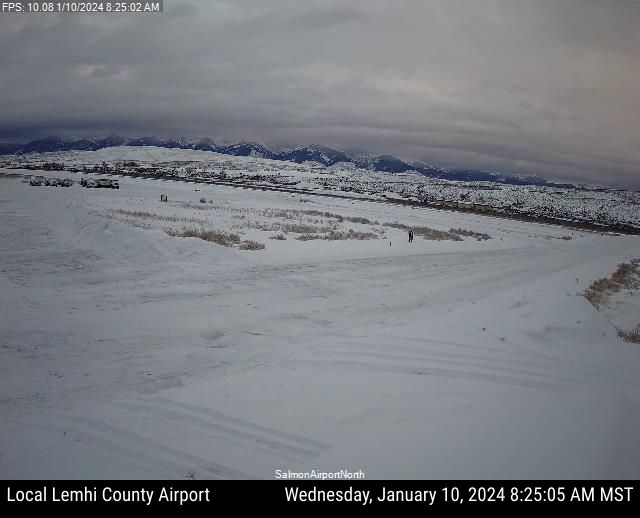 FPS: 10.08 1/10/2024 8:25:02 AM
SalmonAirportNorth
Local Lemhi County Airport Wednesday, January 10, 2024 8:25:05 AM MST